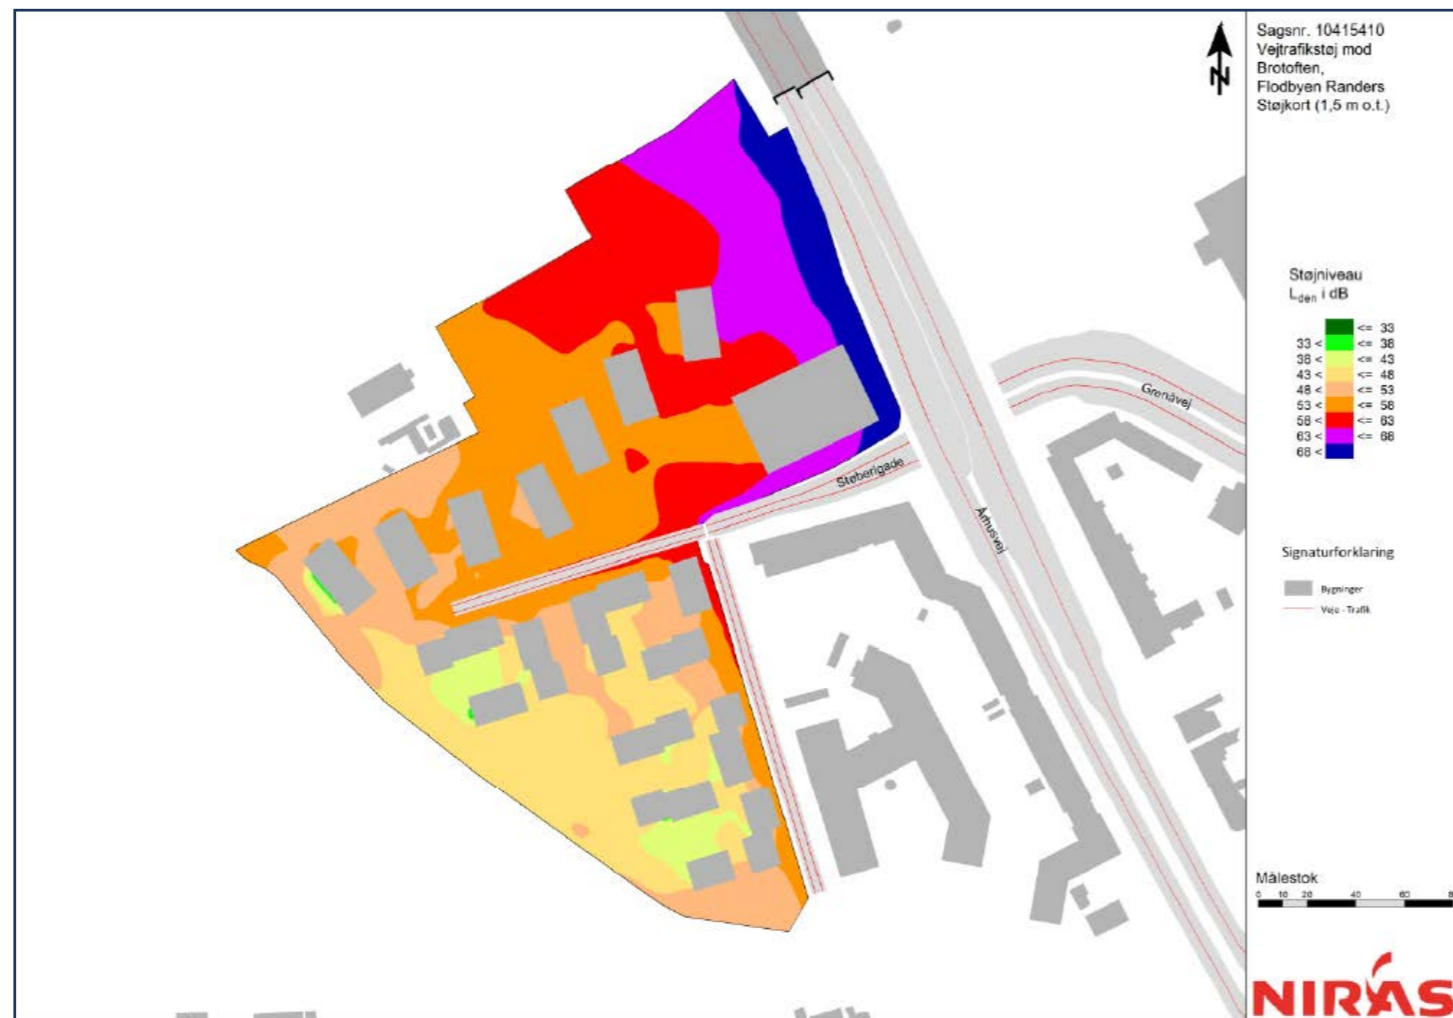 Sagsnr. 10415410
Vejtrafikstøj mod
Brotoften,
Flodbyen Randers
Støjkort (1,5 m o.t.)
N
Støjniveau
Lden i dB
<= 33
33 < <= 38
38 < <= 43
43 < <= 48
48 < <= 53
53 < <= 58
58 < <= 63
63 < <= 68
68 <
Grenåvej
Støberigade
Århusvej
Signaturforklaring
Bygninger
Veje - Trafik
Målestok
0 10 20 40 60
NIRAS